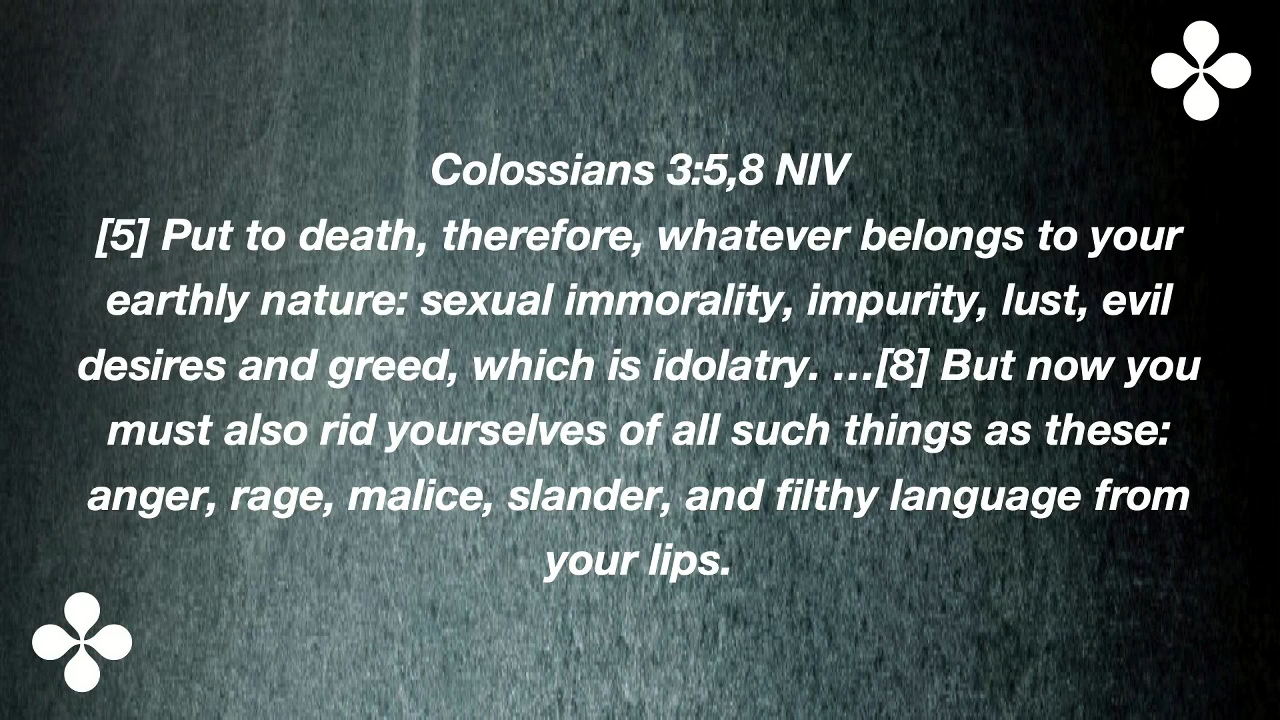 Colossians 3:5,8 NIV
[5] Put to death, therefore, whatever belongs to your
earthly nature: sexual immorality, impurity, lust, evil
desires and greed, which is idolatry. …[8] But now you
must also rid yourselves of all such things as these:
anger, rage, malice, slander, and filthy language from
your lips.